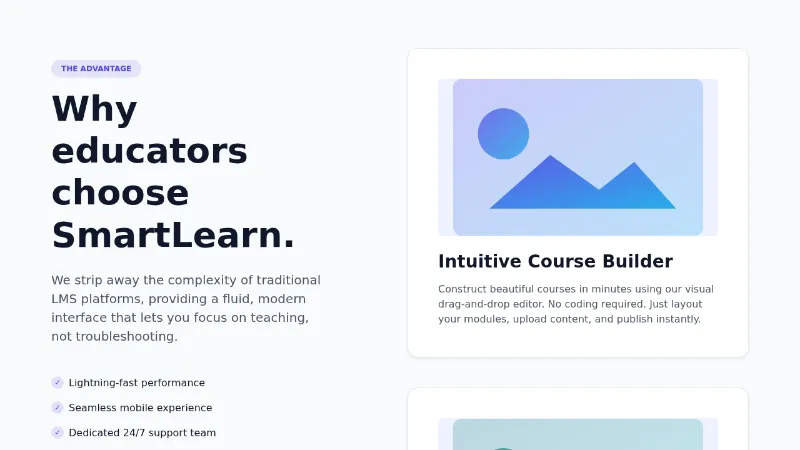 THE ADVANTAGE
Why
educators
choose
SmartLearn.
We strip away the complexity of traditional
LMS platforms, providing a fluid, modern
interface that lets you focus on teaching,
not troubleshooting.
✓ Lightning-fast performance
✓ Seamless mobile experience
✓ Dedicated 24/7 support team
Intuitive Course Builder
Construct beautiful courses in minutes using our visual
drag-and-drop editor. No coding required. Just layout
your modules, upload content, and publish instantly.